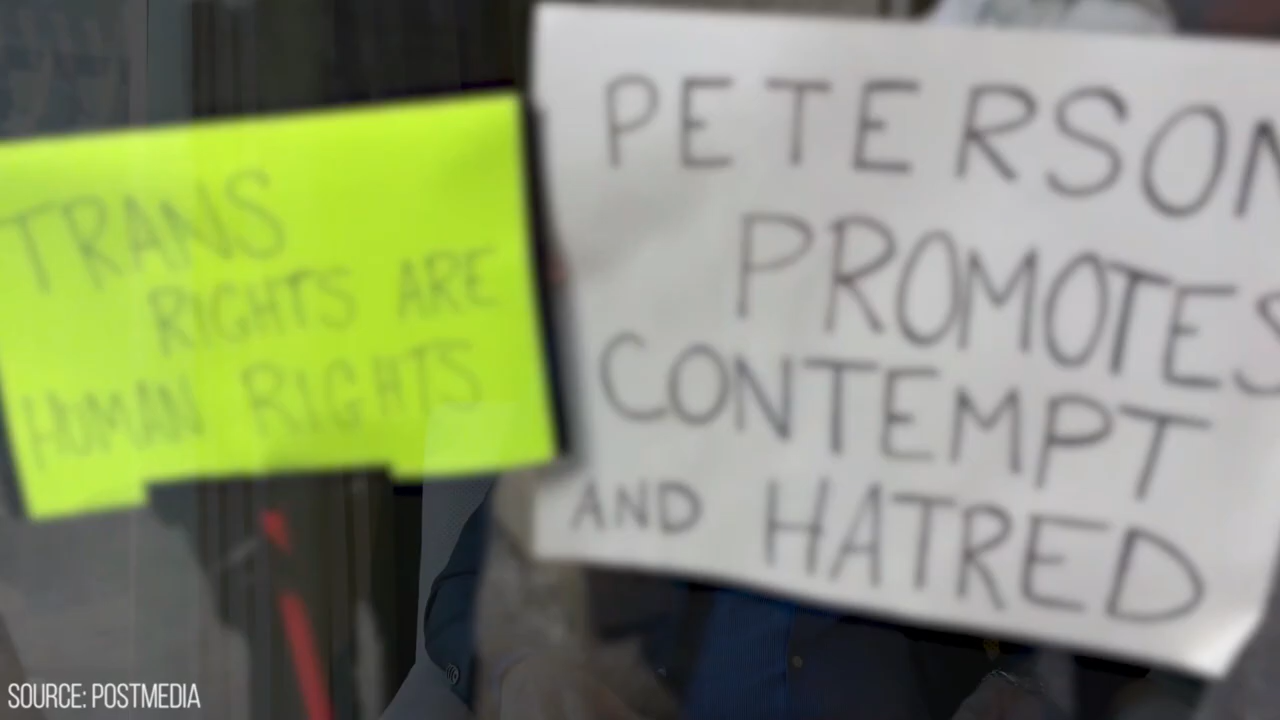 TRANS
RIGHTS ARE
HUMAN RIGHTS
PETERSON
PROMOTES
CONTEMPT
AND HATRED
SOURCE: POSTMEDIA